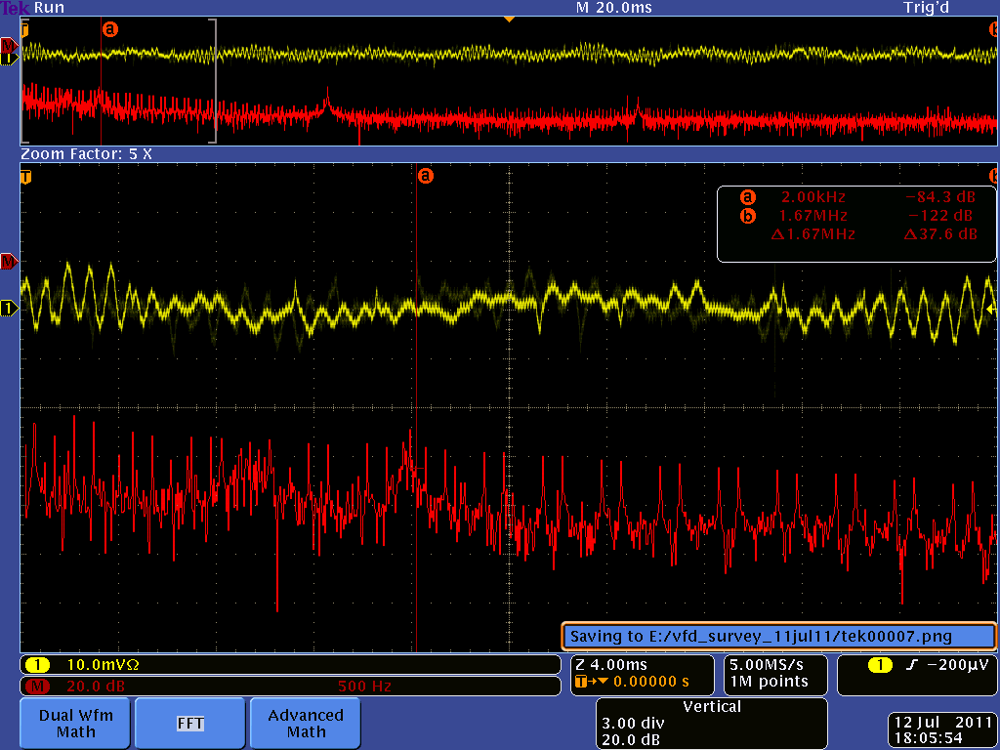 Tek Run M 20.0ms Trig'd
T a b
M
1
Zoom Factor: 5 X
T a b
a 2.00kHz −84.3 dB
b 1.67MHz −122 dB
Δ1.67MHz Δ37.6 dB
M
1
Saving to E:/vfd_survey_11jul11/tek00007.png
1 10.0mVΩ
M 20.0 dB 500 Hz
Z 4.00ms
T→▼ 0.00000 s
5.00MS/s
1M points
1 ∫ −200µV
Dual Wfm
Math
FFT
Advanced
Math
Vertical
3.00 div
20.0 dB
12 Jul 2011
18:05:54